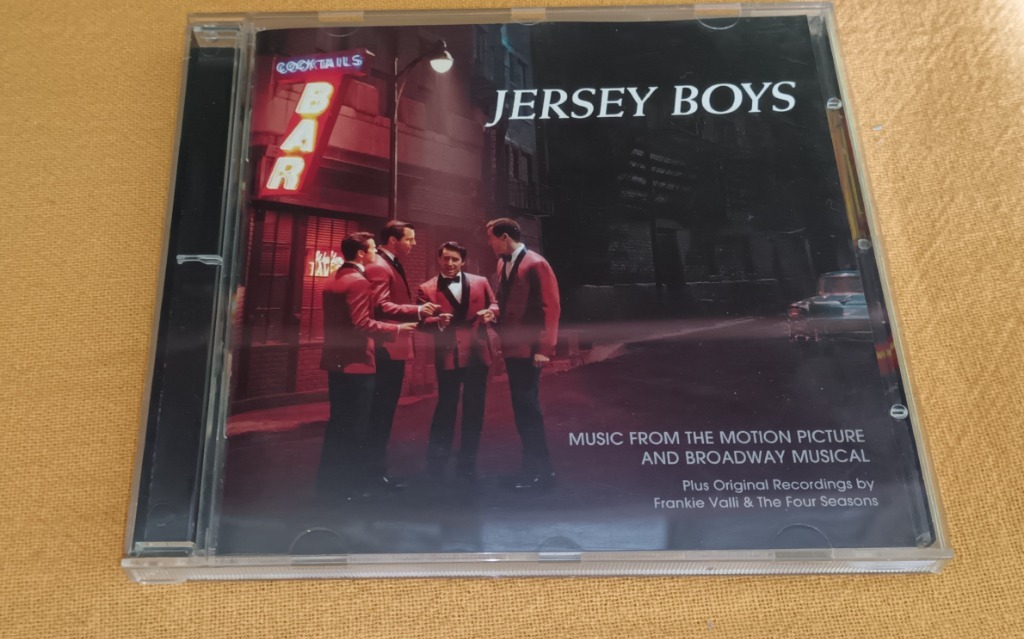 COCKTAILS
BAR
JERSEY BOYS
MUSIC FROM THE MOTION PICTURE
AND BROADWAY MUSICAL
Plus Original Recordings by
Frankie Valli & The Four Seasons